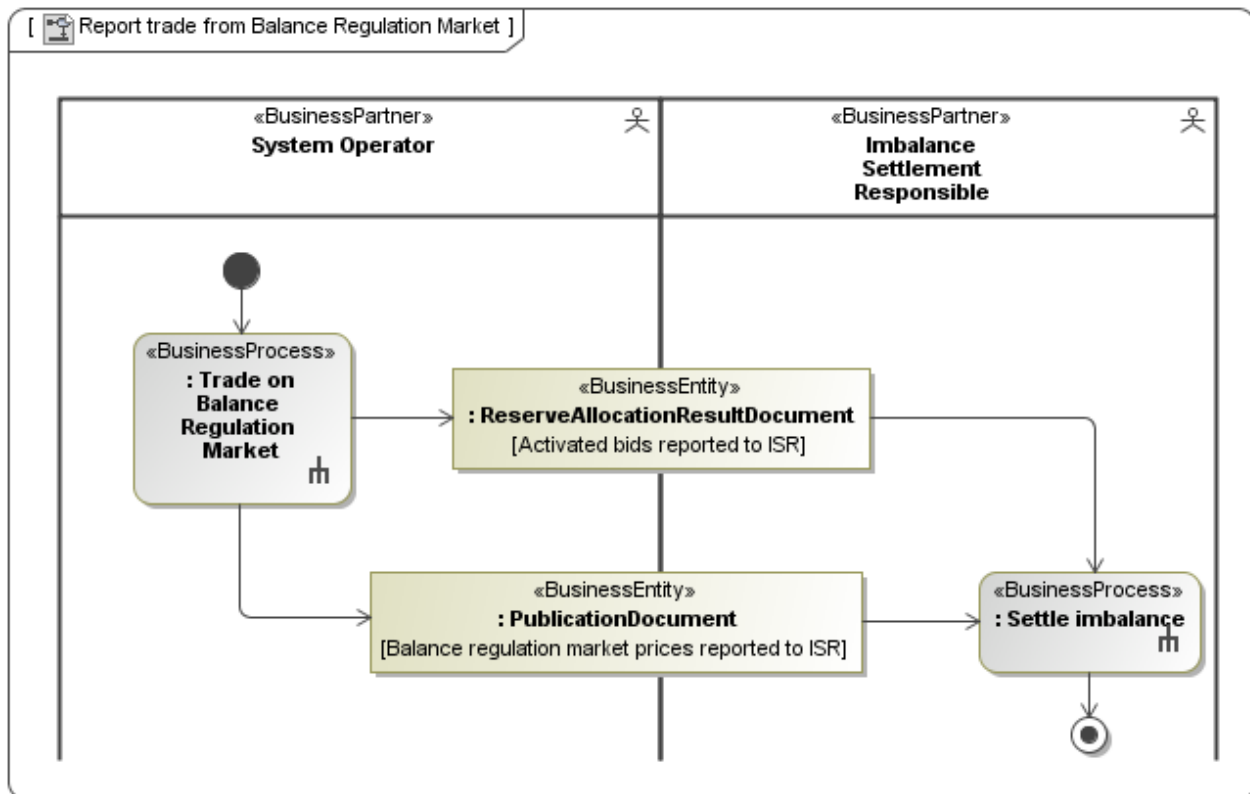 [ Report trade from Balance Regulation Market ]
«BusinessPartner»
System Operator
«BusinessPartner»
Imbalance
Settlement
Responsible
«BusinessProcess»
: Trade on
Balance
Regulation
Market
«BusinessEntity»
: ReserveAllocationResultDocument
[Activated bids reported to ISR]
«BusinessEntity»
: PublicationDocument
[Balance regulation market prices reported to ISR]
«BusinessProcess»
: Settle imbalance